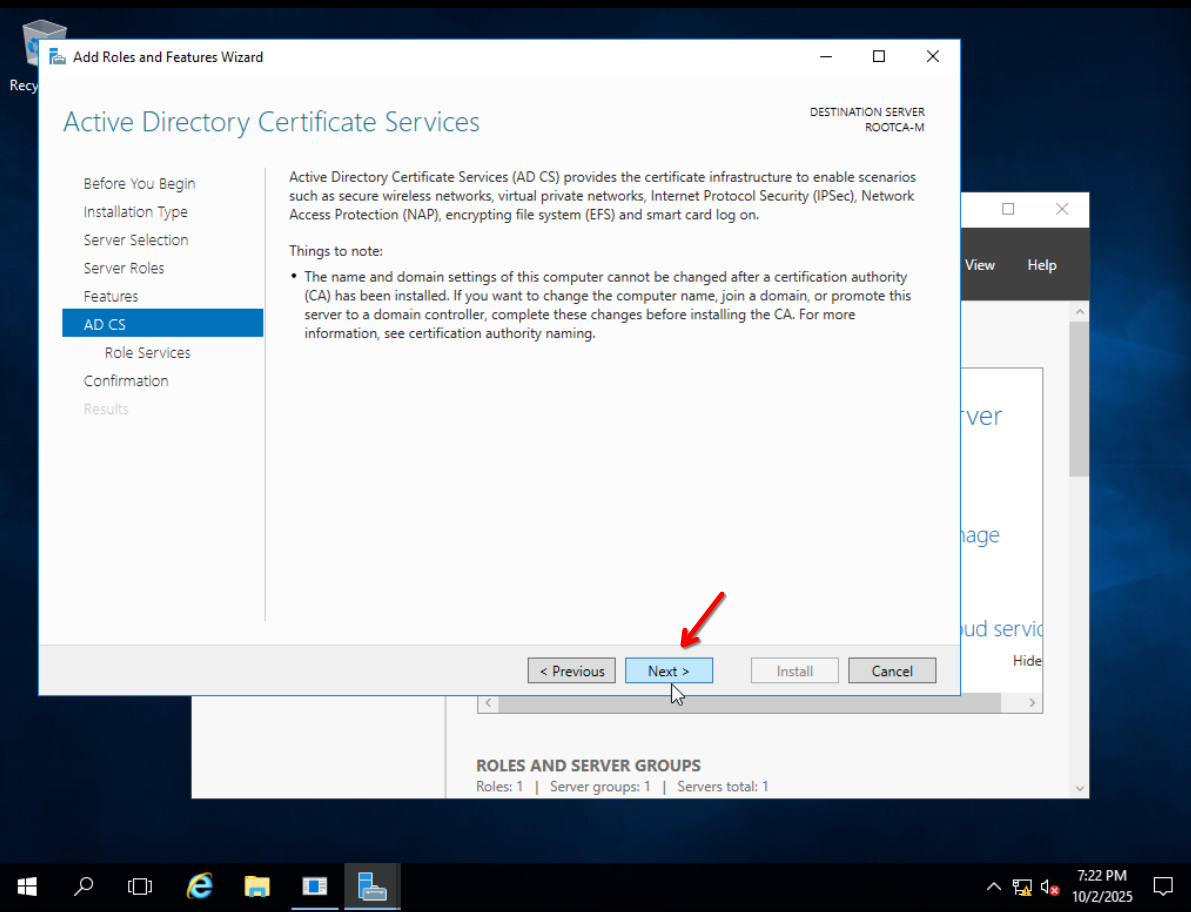 Recy
Add Roles and Features Wizard
Active Directory Certificate Services
DESTINATION SERVER
ROOTCA-M
Before You Begin
Installation Type
Server Selection
Server Roles
Features
AD CS
Role Services
Confirmation
Results
Active Directory Certificate Services (AD CS) provides the certificate infrastructure to enable scenarios
such as secure wireless networks, virtual private networks, Internet Protocol Security (IPSec), Network
Access Protection (NAP), encrypting file system (EFS) and smart card log on.
Things to note:
• The name and domain settings of this computer cannot be changed after a certification authority
(CA) has been installed. If you want to change the computer name, join a domain, or promote this
server to a domain controller, complete these changes before installing the CA. For more
information, see certification authority naming.
< Previous
Next >
Install
Cancel
View Help
rver
nage
oud servic
Hide
ROLES AND SERVER GROUPS
Roles: 1 | Server groups: 1 | Servers total: 1
7:22 PM
10/2/2025